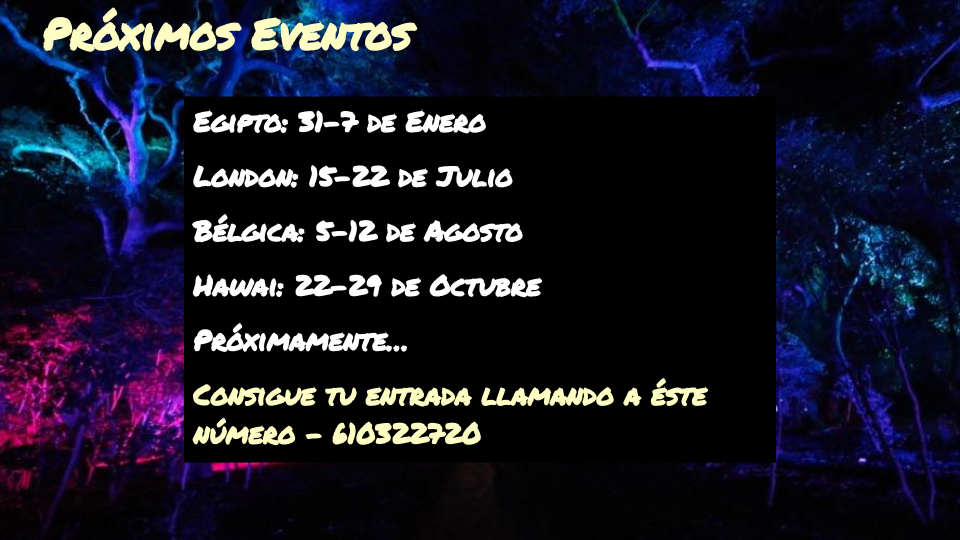 Próximos Eventos
Egipto: 31-7 de Enero
London: 15-22 de Julio
Bélgica: 5-12 de Agosto
Hawai: 22-29 de Octubre
Próximamente...
Consigue tu entrada llamando a éste
número - 610322720